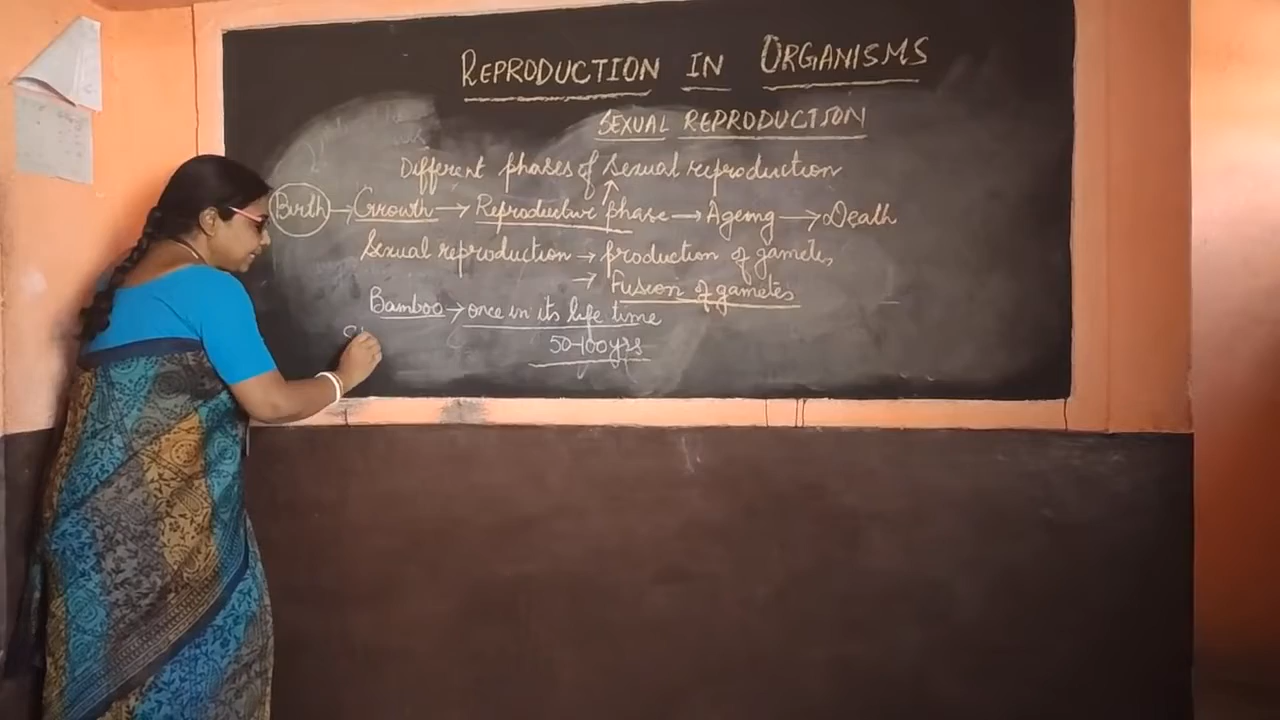 REPRODUCTION IN ORGANISMS
SEXUAL REPRODUCTION
Different phases of sexual reproduction
Birth → Growth → Reproductive phase → Ageing → Death
Sexual reproduction → production of gametes
→ Fusion of gametes
Bamboo → once in its life time
50-100yrs